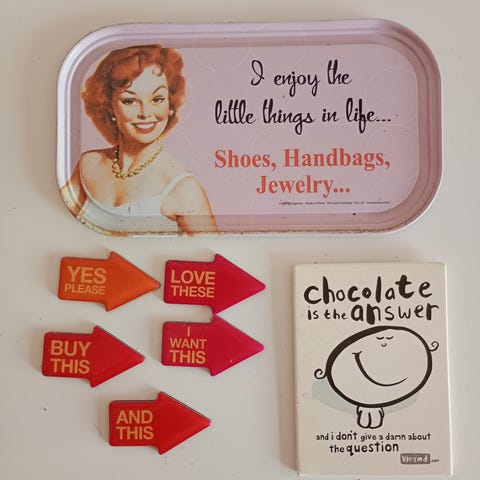 I enjoy the
little things in life...
Shoes, Handbags,
Jewelry...
YES
PLEASE
LOVE
THESE
BUY
THIS
I
WANT
THIS
AND
THIS
chocolate
is the answer
and i don't give a damn about
the question